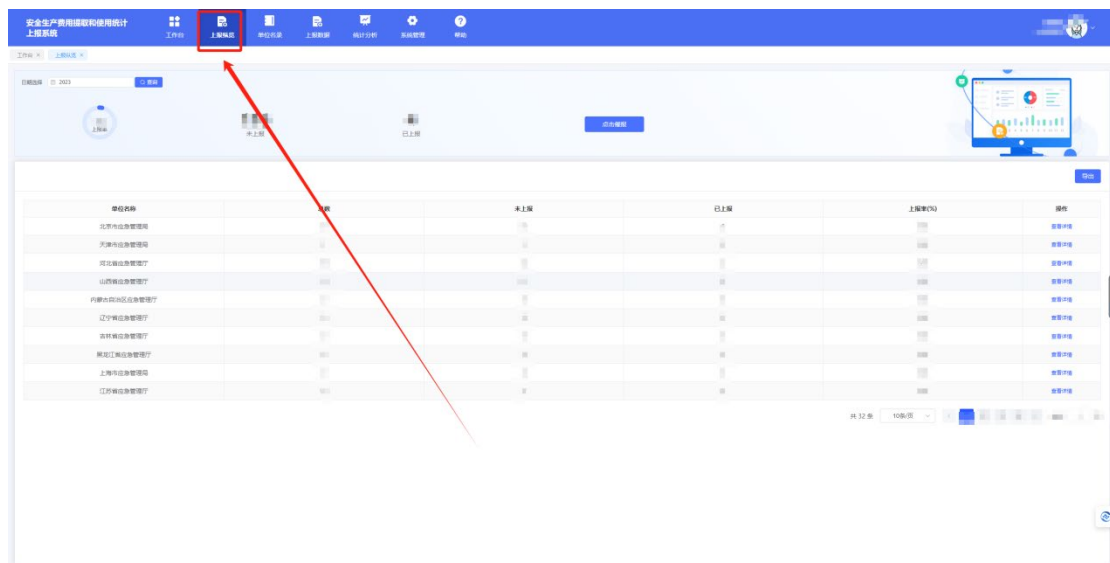 安全生产费用提取和使用统计
上报系统
工作台 上报概览 单位名录 上报数据 统计分析 系统管理 帮助
工作台 × 上报概览 ×
日期选择 2023 查询
上报率 未上报 已上报 点击催报
导出
单位名称 总数 未上报 已上报 上报率(%) 操作
北京市应急管理局 查看详情
天津市应急管理局 查看详情
河北省应急管理厅 查看详情
山西省应急管理厅 查看详情
内蒙古自治区应急管理厅 查看详情
辽宁省应急管理厅 查看详情
吉林省应急管理厅 查看详情
黑龙江省应急管理厅 查看详情
上海市应急管理局 查看详情
江苏省应急管理厅 查看详情
共 32 条 10条/页